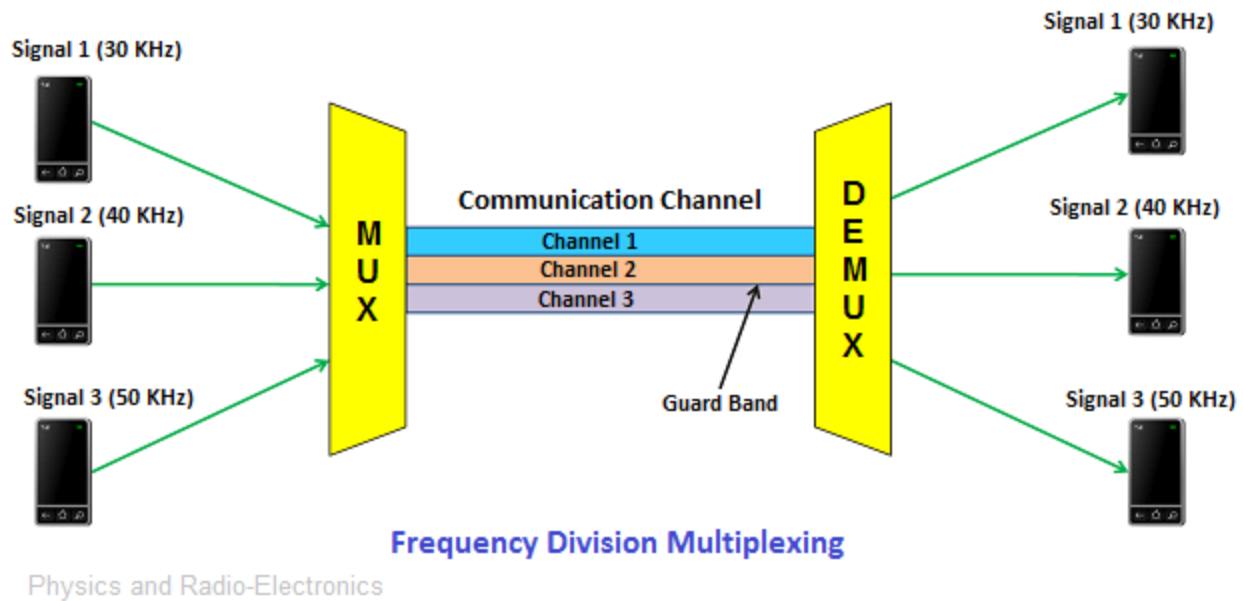 Signal 1 (30 KHz)
Signal 1 (30 KHz)
Signal 2 (40 KHz)
Signal 2 (40 KHz)
Signal 3 (50 KHz)
Signal 3 (50 KHz)
MUX
Communication Channel
Channel 1
Channel 2
Channel 3
Guard Band
DEMUX
Frequency Division Multiplexing
Physics and Radio-Electronics